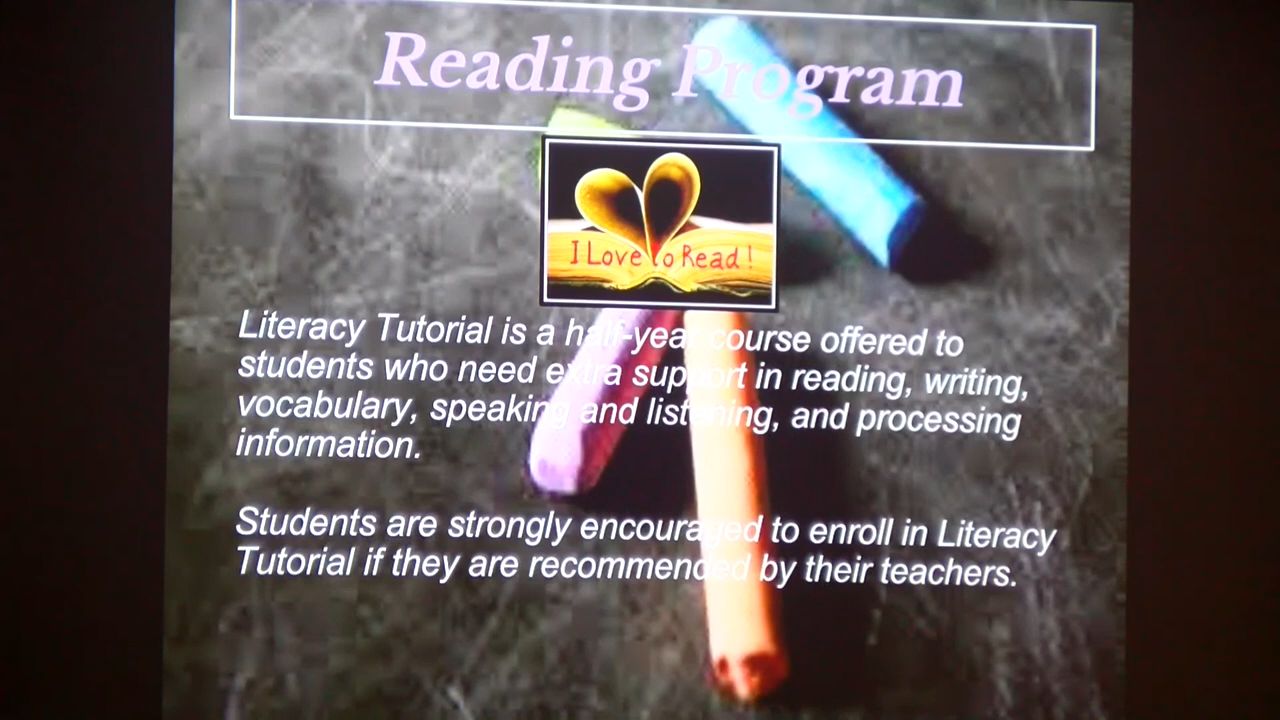 Reading Program
I Love to Read!
Literacy Tutorial is a half-year course offered to
students who need extra support in reading, writing,
vocabulary, speaking and listening, and processing
information.
Students are strongly encouraged to enroll in Literacy
Tutorial if they are recommended by their teachers.